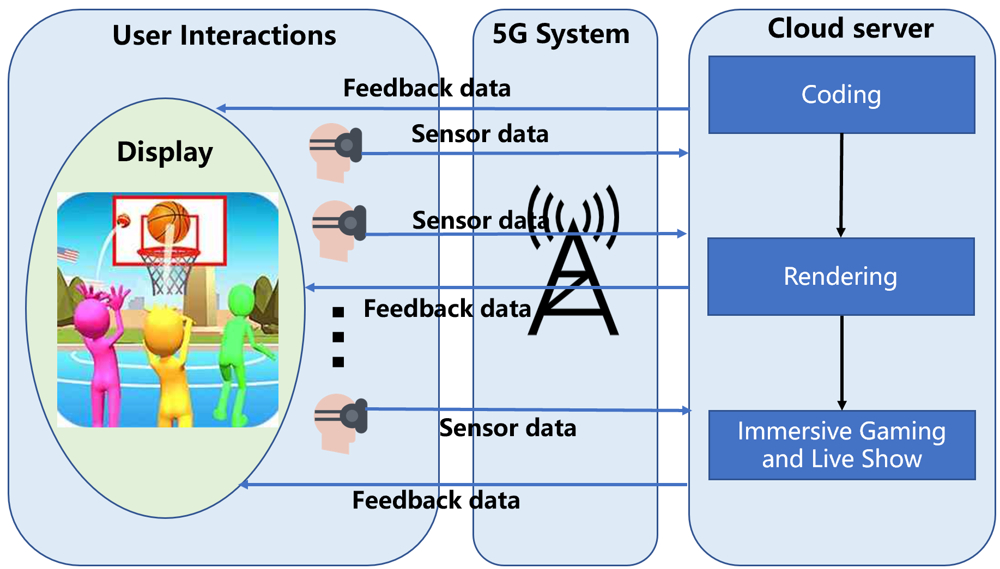 User Interactions
5G System
Cloud server
Feedback data
Sensor data
Display
Sensor data
Feedback data
Sensor data
Feedback data
Coding
Rendering
Immersive Gaming
and Live Show